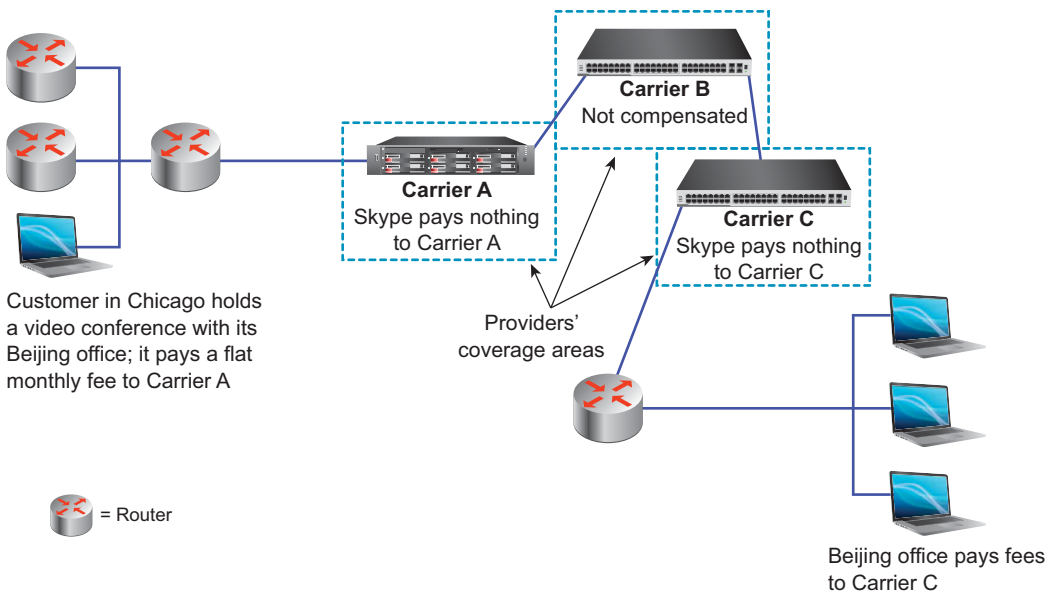 Carrier B
Not compensated
Carrier A
Skype pays nothing
to Carrier A
Carrier C
Skype pays nothing
to Carrier C
Customer in Chicago holds
a video conference with its
Beijing office; it pays a flat
monthly fee to Carrier A
Providers’
coverage areas
= Router
Beijing office pays fees
to Carrier C